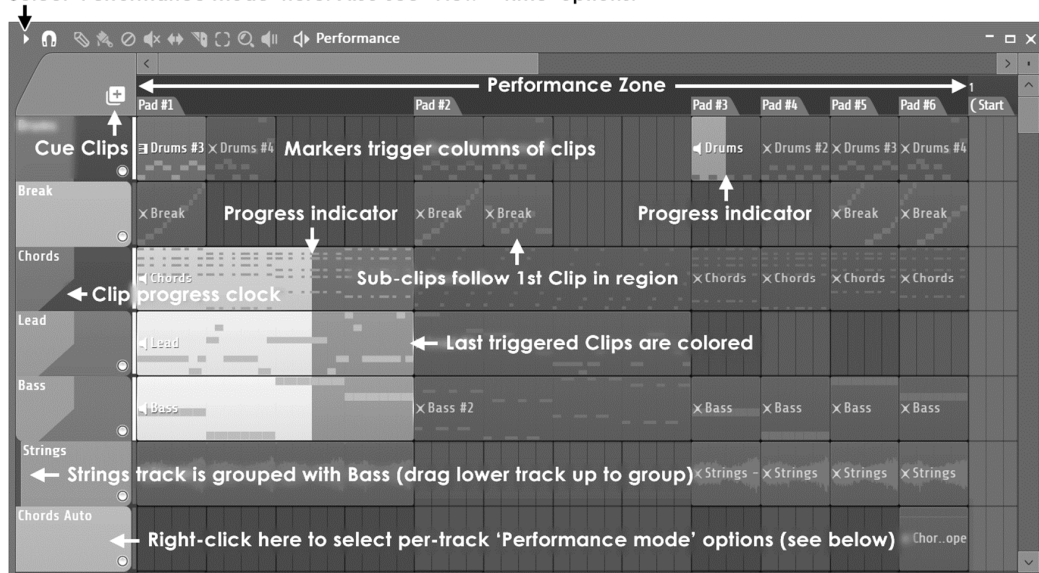 Performance
Performance Zone
1
Pad #1
Pad #2
Pad #3
Pad #4
Pad #5
Pad #6
Start
Cue Clips
Drums #3
Drums #4
Markers trigger columns of clips
Drums
Drums #2
Drums #3
Drums #4
Break
Break
Progress indicator
Break
Break
Progress indicator
Break
Break
Chords
Chords
Sub-clips follow 1st Clip in region
Chords
Chords
Chords
Chords
Clip progress clock
Lead
Lead
Last triggered Clips are colored
Bass
Bass
Bass #2
Bass
Bass
Bass
Bass
Strings
Strings track is grouped with Bass (drag lower track up to group)
Strings -
Strings
Strings
Strings
Chords Auto
Right-click here to select per-track ‘Performance mode’ options (see below)
Chor..ope